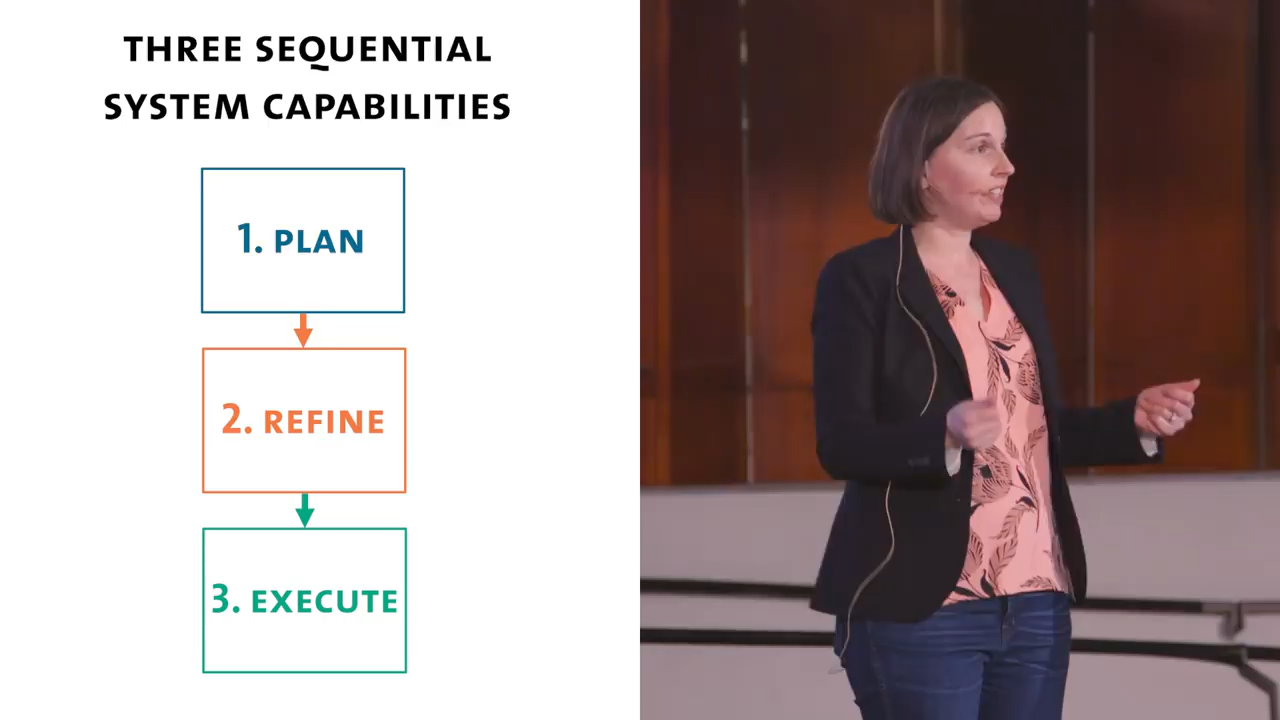 THREE SEQUENTIAL
SYSTEM CAPABILITIES
1. PLAN
2. REFINE
3. EXECUTE